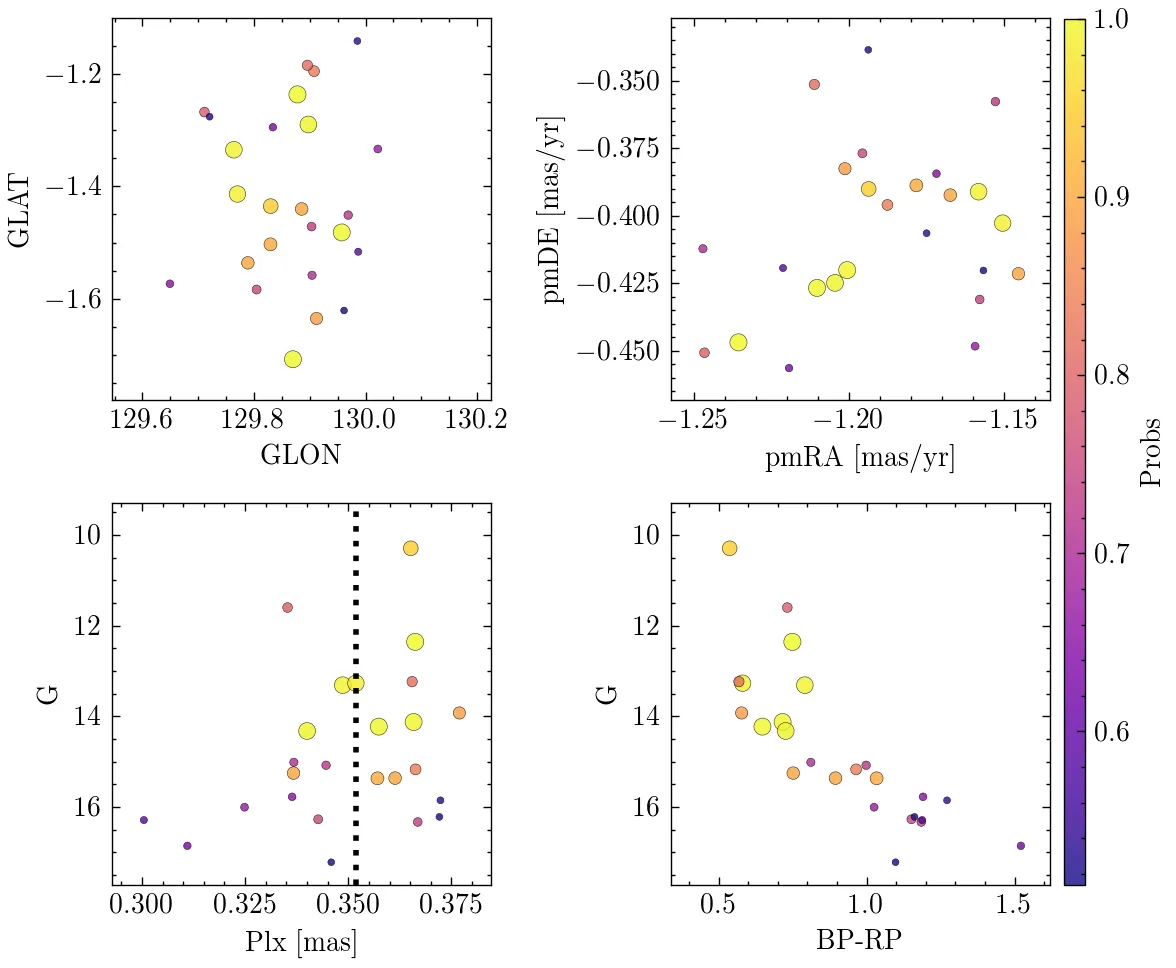 −1.2
−1.4
−1.6
GLAT
129.6 129.8 130.0 130.2
GLON
−0.350
−0.375
−0.400
−0.425
−0.450
pmDE [mas/yr]
−1.25 −1.20 −1.15
pmRA [mas/yr]
1.0
0.9
0.8
0.7
0.6
Probs
10
12
14
16
G
0.300 0.325 0.350 0.375
Plx [mas]
10
12
14
16
G
0.5 1.0 1.5
BP-RP